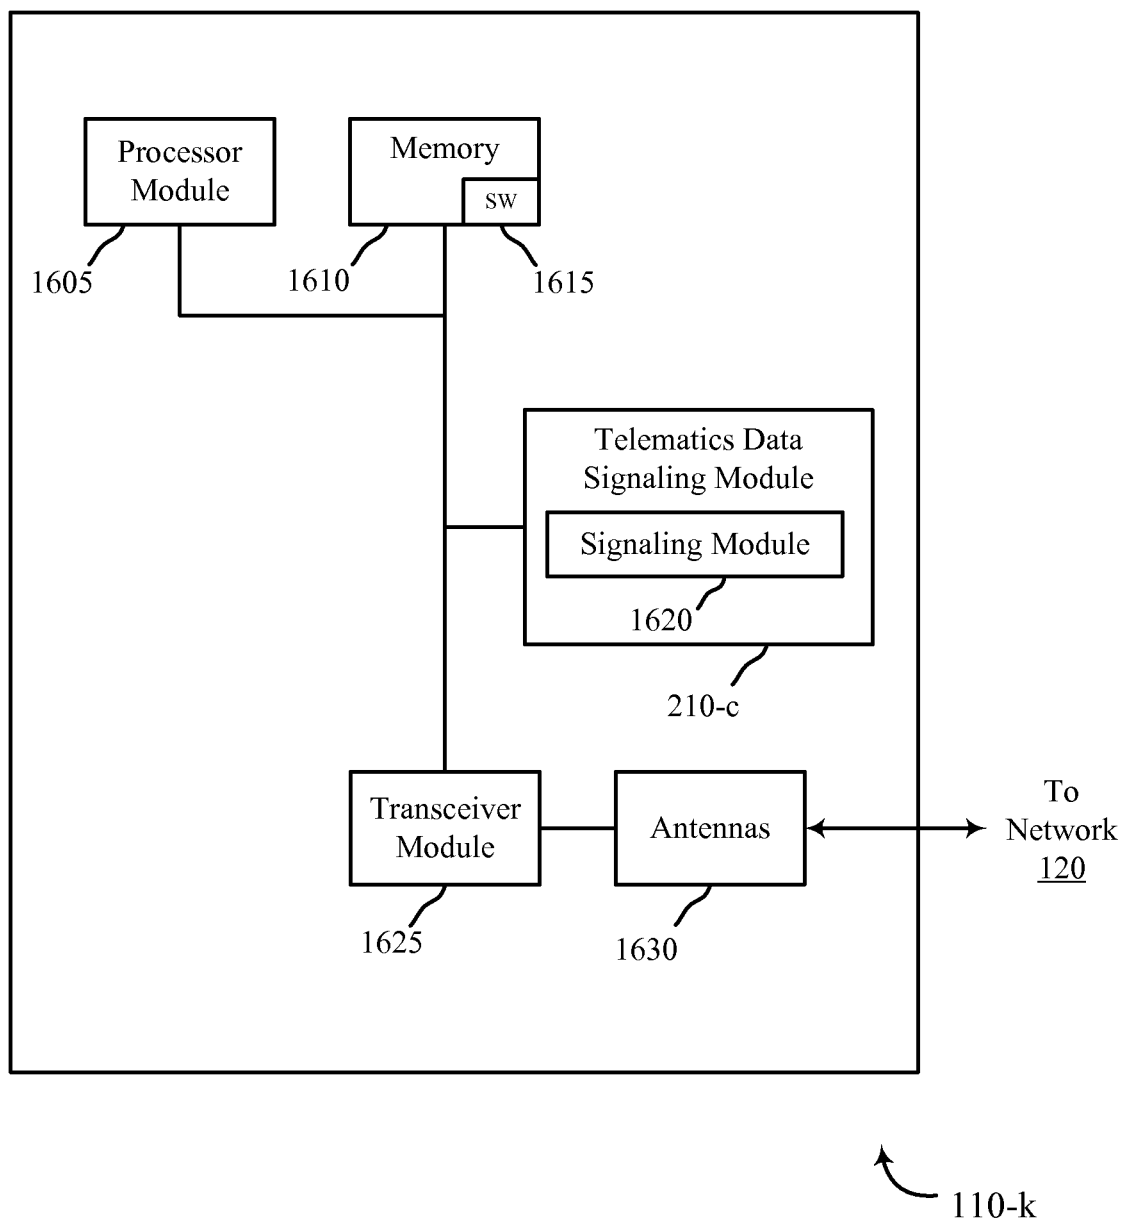 Processor
Module
1605
Memory
SW
1610
1615
Telematics Data
Signaling Module
Signaling Module
1620
210-c
Transceiver
Module
1625
Antennas
1630
To
Network
120
110-k